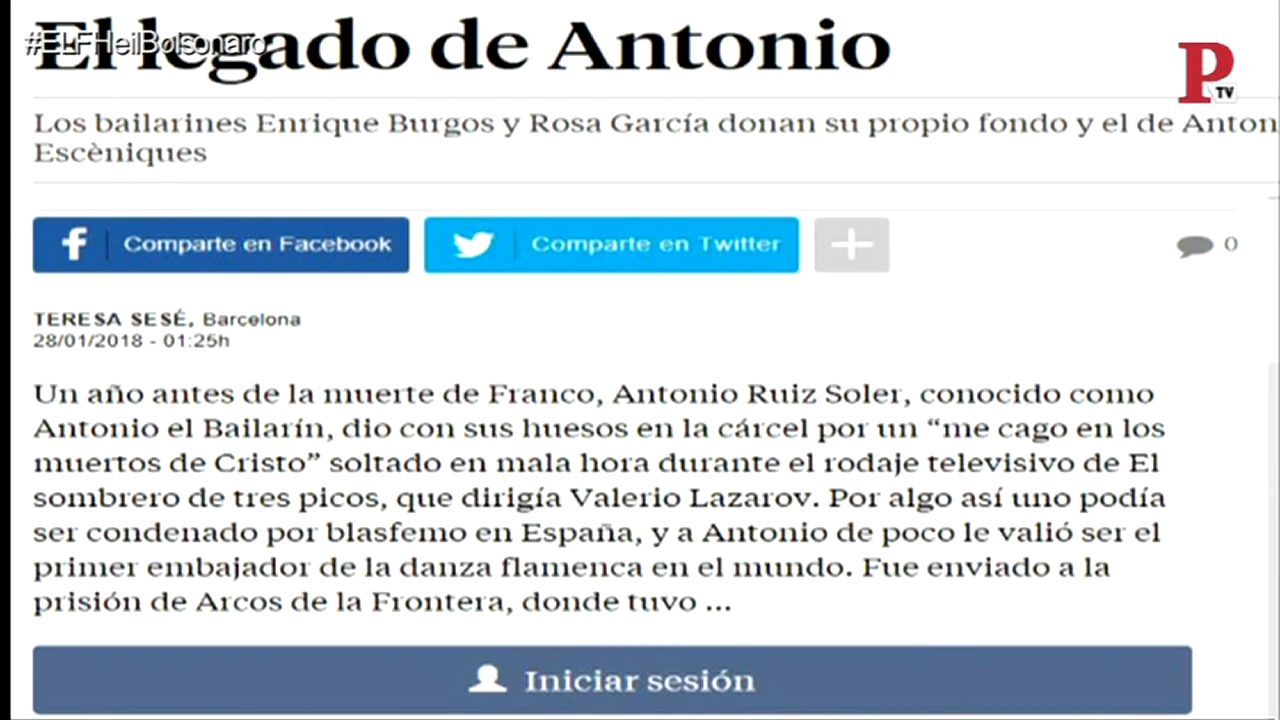 El legado de Antonio
#ELFHeilBolsonaro
P
TV
Los bailarines Enrique Burgos y Rosa García donan su propio fondo y el de Anton
Escèniques
f Comparte en Facebook
Comparte en Twitter
0
TERESA SESÉ, Barcelona
28/01/2018 - 01:25h
Un año antes de la muerte de Franco, Antonio Ruiz Soler, conocido como
Antonio el Bailarín, dio con sus huesos en la cárcel por un “me cago en los
muertos de Cristo” soltado en mala hora durante el rodaje televisivo de El
sombrero de tres picos, que dirigía Valerio Lazarov. Por algo así uno podía
ser condenado por blasfemo en España, y a Antonio de poco le valió ser el
primer embajador de la danza flamenca en el mundo. Fue enviado a la
prisión de Arcos de la Frontera, donde tuvo ...
Iniciar sesión